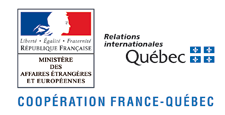 Liberté • Égalité • Fraternité
RÉPUBLIQUE FRANÇAISE
MINISTÈRE
DES
AFFAIRES ÉTRANGÈRES
ET EUROPÉENNES
Relations
internationales
Québec
COOPÉRATION FRANCE-QUÉBEC